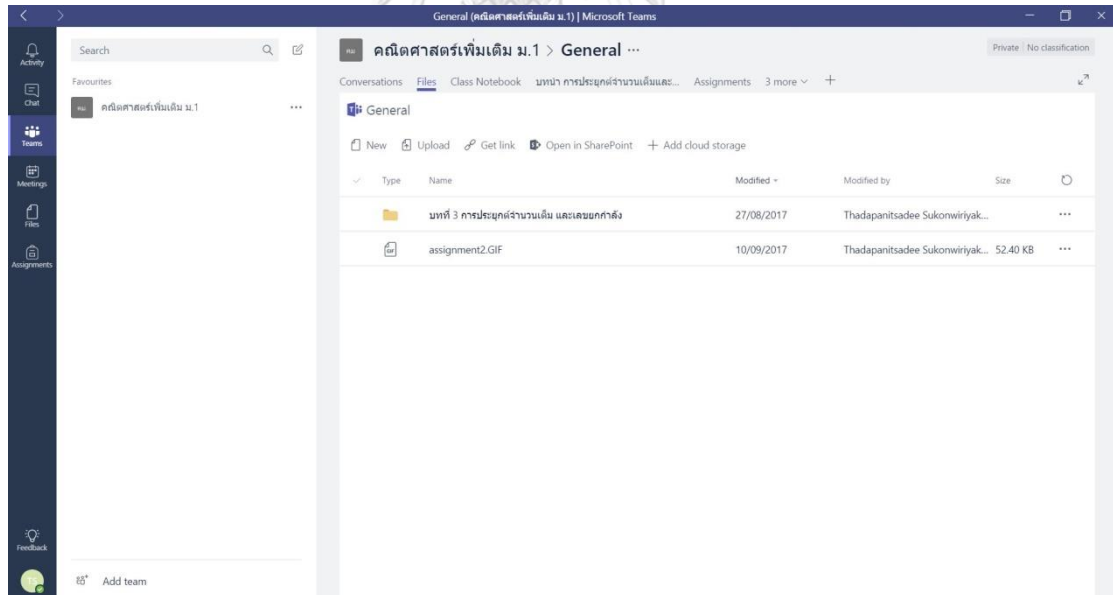 General (คณิตศาสตร์เพิ่มเติม ม.1) | Microsoft Teams
Activity
Chat
Teams
Meetings
Files
Assignments
Feedback
TS
Search
Favourites
คณิตศาสตร์เพิ่มเติม ม.1
Add team
คณิตศาสตร์เพิ่มเติม ม.1 > General ...
Private No classification
Conversations Files Class Notebook บทนำ การประยุกต์จำนวนเต็มและ... Assignments 3 more +
General
New Upload Get link Open in SharePoint + Add cloud storage
Type Name Modified Modified by Size
บทที่ 3 การประยุกต์จำนวนเต็ม และเลขยกกำลัง 27/08/2017 Thadapanitsadee Sukonwiriyak... ...
assignment2.GIF 10/09/2017 Thadapanitsadee Sukonwiriyak... 52.40 KB ...